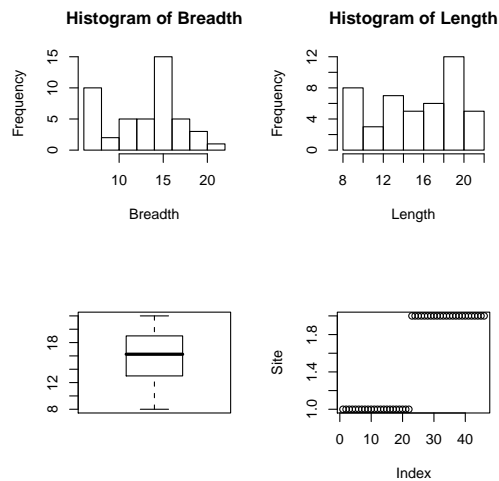 Histogram of Breadth
Frequency
0 5 10 15
10 15 20
Breadth
Histogram of Length
Frequency
0 4 8 12
8 12 16 20
Length
8 12 18
Site
1.0 1.4 1.8
0 10 20 30 40
Index